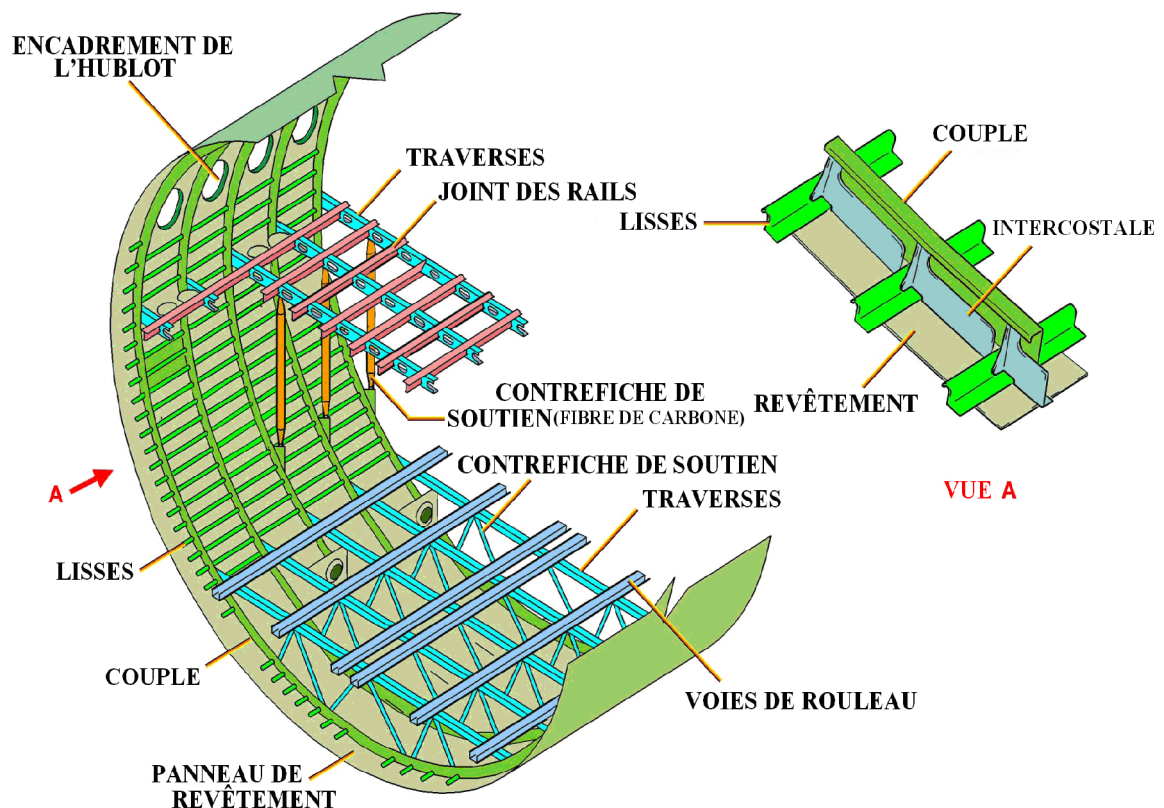 ENCADREMENT DE
L'HUBLOT
TRAVERSES
JOINT DES RAILS
COUPLE
LISSES
INTERCOSTALE
REVÊTEMENT
CONTREFICHE DE
SOUTIEN(FIBRE DE CARBONE)
CONTREFICHE DE SOUTIEN
TRAVERSES
A
VUE A
LISSES
COUPLE
VOIES DE ROULEAU
PANNEAU DE
REVÊTEMENT